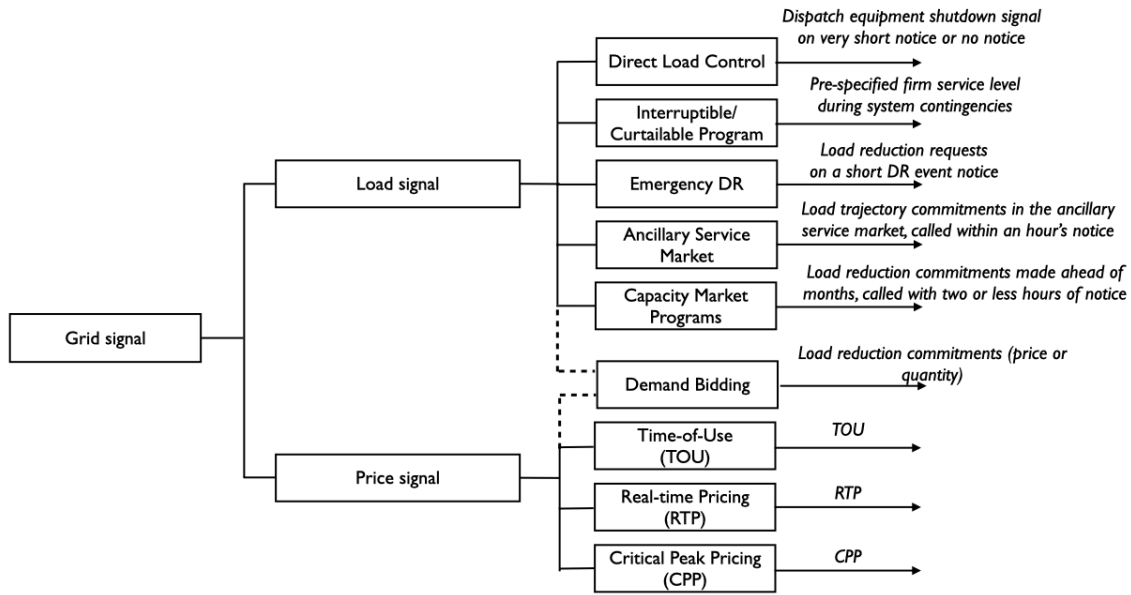 Grid signal
Load signal
Direct Load Control
Dispatch equipment shutdown signal
on very short notice or no notice
Interruptible/
Curtailable Program
Pre-specified firm service level
during system contingencies
Emergency DR
Load reduction requests
on a short DR event notice
Ancillary Service
Market
Load trajectory commitments in the ancillary
service market, called within an hour's notice
Capacity Market
Programs
Load reduction commitments made ahead of
months, called with two or less hours of notice
Demand Bidding
Load reduction commitments (price or
quantity)
Price signal
Time-of-Use
(TOU)
TOU
Real-time Pricing
(RTP)
RTP
Critical Peak Pricing
(CPP)
CPP